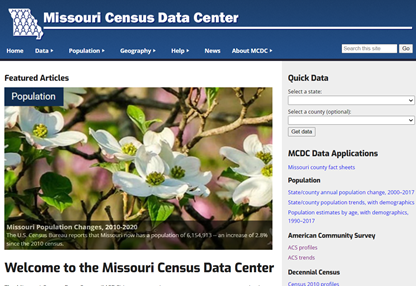 Missouri Census Data Center
Home Data Population Geography Help News About MCDC
Search this site Go
Featured Articles
Population
Missouri Population Changes, 2010-2020
The U.S. Census Bureau reports that Missouri now has a population of 6,154,913 -- an increase of 2.8%
since the 2010 census.
Welcome to the Missouri Census Data Center
Quick Data
Select a state:
Select a county (optional):
Get data
MCDC Data Applications
Missouri county fact sheets
Population
State/county annual population change, 2000–2017
State/county population trends, with demographics
Population estimates by age, with demographics,
1990–2017
American Community Survey
ACS profiles
ACS trends
Decennial Census
Census 2010 profiles